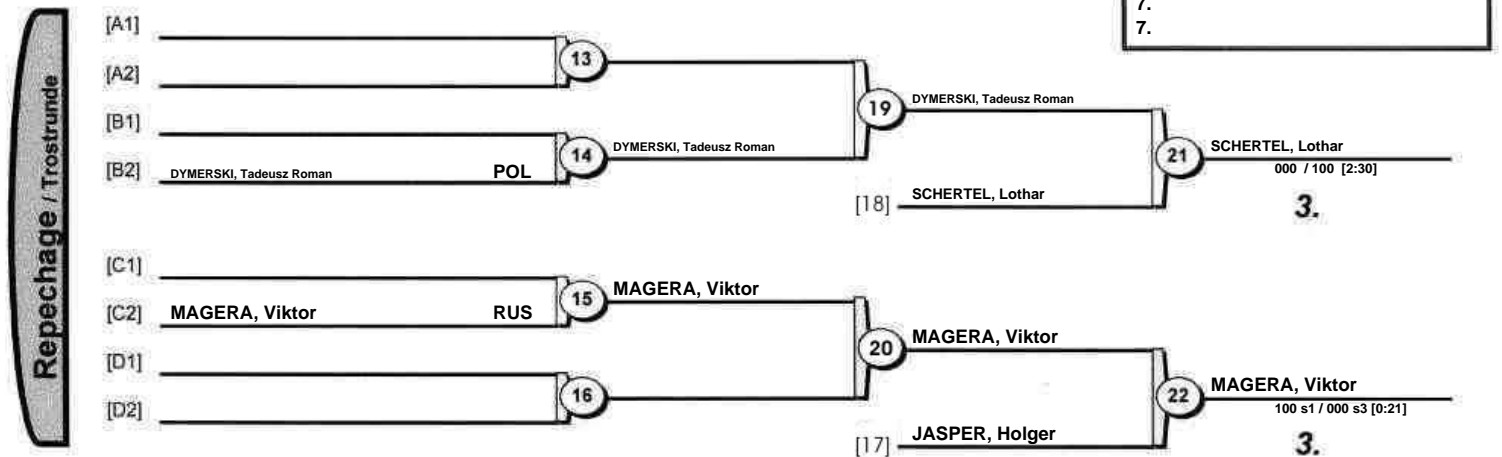 7.
7.
Repechage / Trostrunde
[A1]
13
[A2]
19 DYMERSKI, Tadeusz Roman
[B1]
14 DYMERSKI, Tadeusz Roman
21 SCHERTEL, Lothar
000 / 100 [2:30]
[B2] DYMERSKI, Tadeusz Roman POL
[18] SCHERTEL, Lothar
3.
[C1]
15 MAGERA, Viktor
[C2] MAGERA, Viktor RUS
20 MAGERA, Viktor
[D1]
16
22 MAGERA, Viktor
100 s1 / 000 s3 [0:21]
[D2]
[17] JASPER, Holger
3.